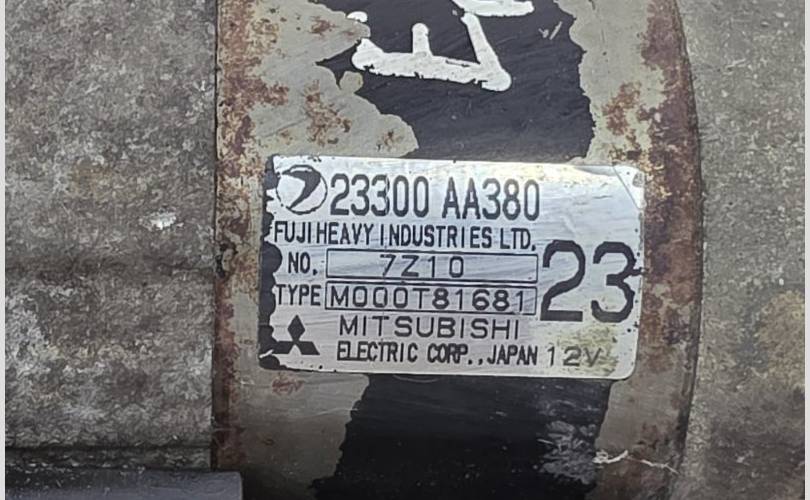 23300 AA380
FUJI HEAVY INDUSTRIES LTD.
NO. 7Z10
23
TYPE M000T81681
MITSUBISHI
ELECTRIC CORP., JAPAN 12V